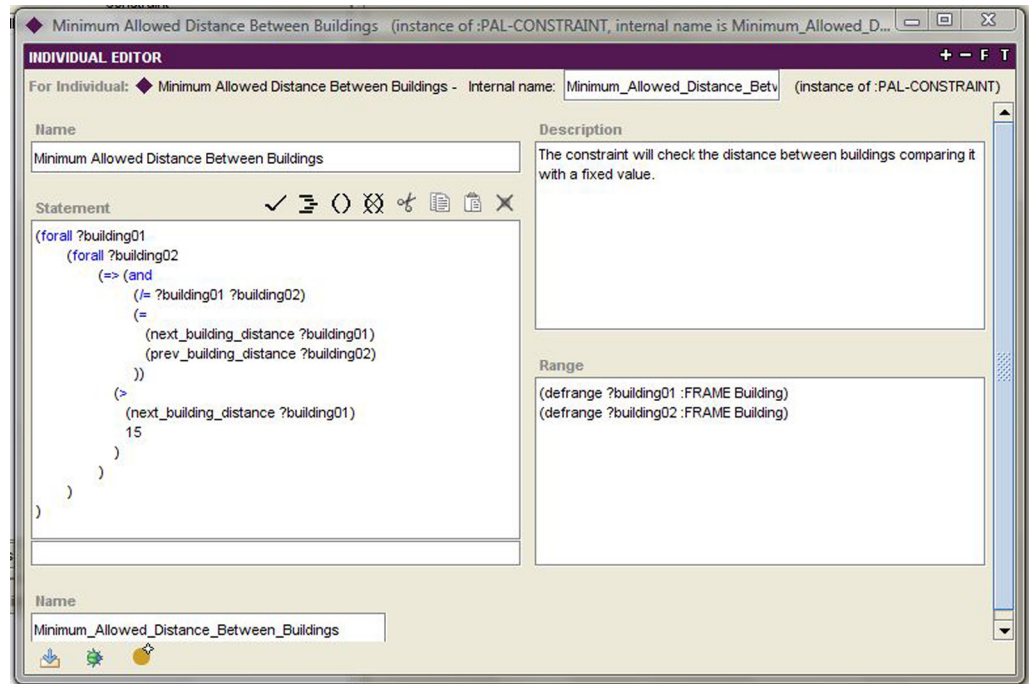 constraint
Minimum Allowed Distance Between Buildings (instance of :PAL-CONSTRAINT, internal name is Minimum_Allowed_D...
INDIVIDUAL EDITOR + − F T
For Individual: Minimum Allowed Distance Between Buildings - Internal name: Minimum_Allowed_Distance_Betv (instance of :PAL-CONSTRAINT)
Name
Minimum Allowed Distance Between Buildings
Description
The constraint will check the distance between buildings comparing it
with a fixed value.
Statement
(forall ?building01
(forall ?building02
(=> (and
(/= ?building01 ?building02)
(=
(next_building_distance ?building01)
(prev_building_distance ?building02)
))
(>
(next_building_distance ?building01)
15
)
)
)
)
Range
(defrange ?building01 :FRAME Building)
(defrange ?building02 :FRAME Building)
Name
Minimum_Allowed_Distance_Between_Buildings